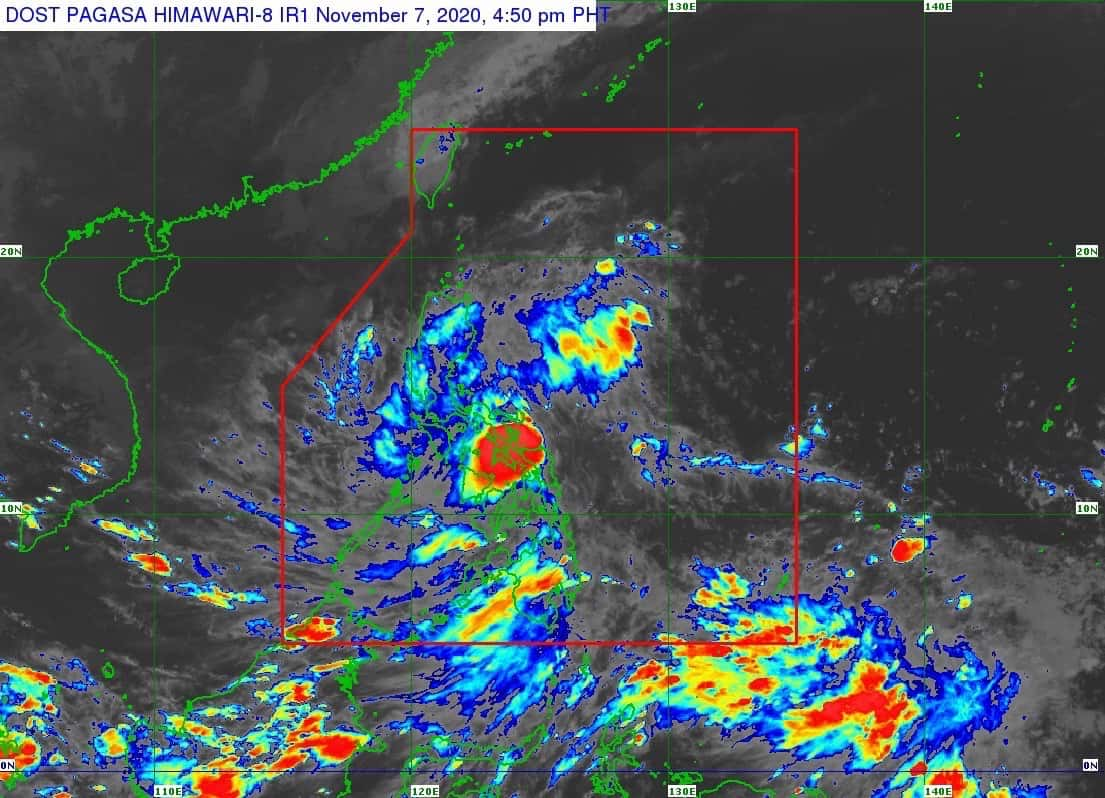 DOST PAGASA HIMAWARI-8 IR1 November 7, 2020, 4:50 pm PHT
130E
140E
20N
20N
10N
10N
0N
0N
110E
120E
130E
140E